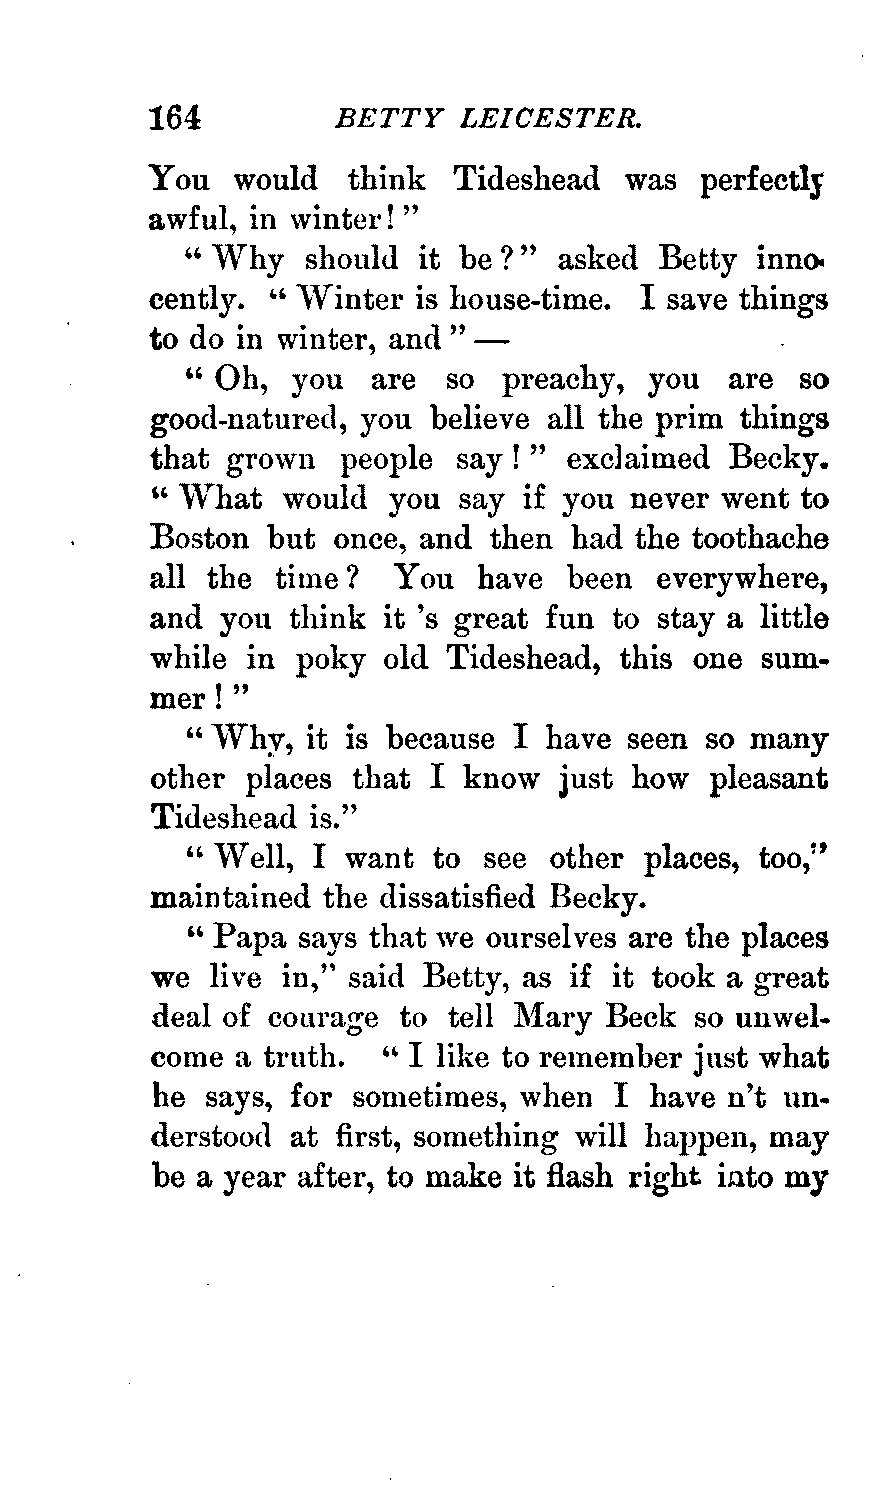 164 BETTY LEICESTER.
You would think Tideshead was perfectly
awful, in winter! "
" Why should it be ? " asked Betty inno-
cently. " Winter is house-time. I save things
to do in winter, and " —
" Oh, you are so preachy, you are so
good-natured, you believe all the prim things
that grown people say ! " exclaimed Becky.
" What would you say if you never went to
Boston but once, and then had the toothache
all the time ? You have been everywhere,
and you think it 's great fun to stay a little
while in poky old Tideshead, this one sum-
mer ! "
" Why, it is because I have seen so many
other places that I know just how pleasant
Tideshead is."
" Well, I want to see other places, too,"
maintained the dissatisfied Becky.
" Papa says that we ourselves are the places
we live in," said Betty, as if it took a great
deal of courage to tell Mary Beck so unwel-
come a truth. " I like to remember just what
he says, for sometimes, when I have n't un-
derstood at first, something will happen, may
be a year after, to make it flash right into my